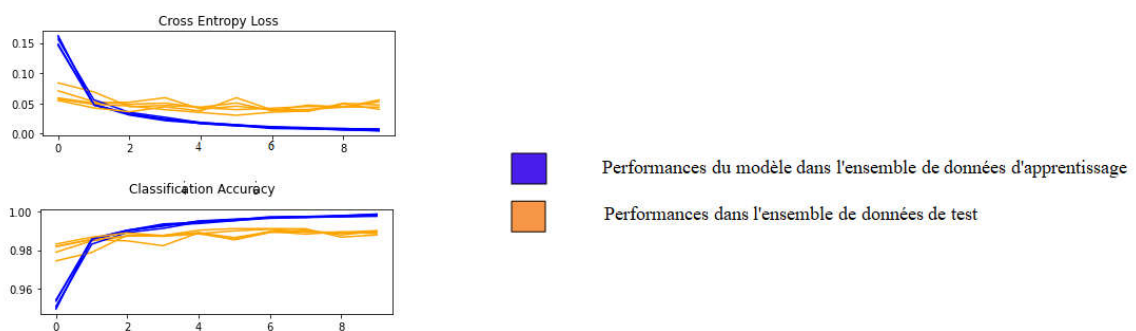 Cross Entropy Loss
0.15
0.10
0.05
0.00
0 2 4 6 8
Classification Accuracy
4 6
1.00
0.98
0.96
0 2 4 6 8
Performances du modèle dans l'ensemble de données d'apprentissage
Performances dans l'ensemble de données de test